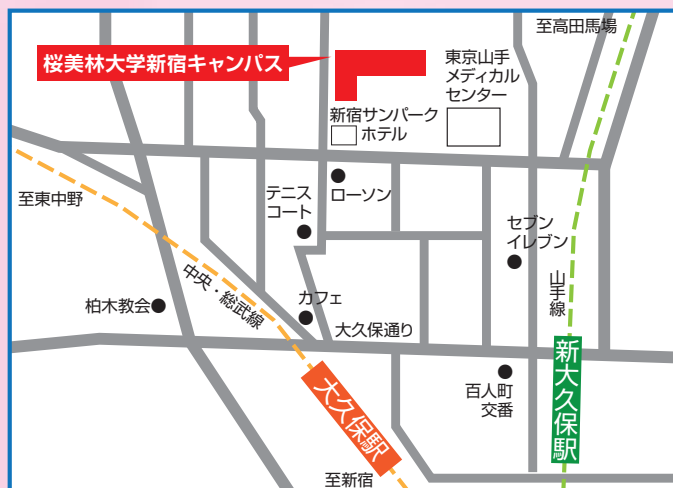 至高田馬場
桜美林大学新宿キャンパス
東京山手
メディカル
センター
新宿サンパーク
ホテル
ローソン
至東中野
テニス
コート
セブン
イレブン
中央・総武線
山手線
柏木教会
カフェ
大久保通り
新大久保駅
大久保駅
百人町
交番
至新宿